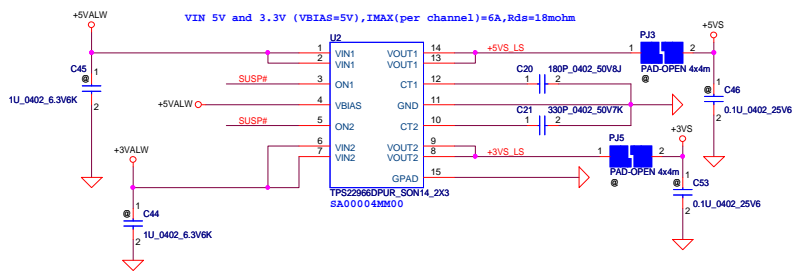 VIN 5V and 3.3V (VBIAS=5V),IMAX(per channel)=6A,Rds=18mohm
+5VALW
U2
+5VS
1 VIN1 VOUT1 14 +5VS_LS
2 VIN1 VOUT1 13
PJ3
1 2
PAD-OPEN 4x4m
@
C45
@
1
2
1U_0402_6.3V6K
SUSP# 3 ON1 CT1 12
C20 180P_0402_50V8J
1 2
+5VALW 4 VBIAS GND 11
C21 330P_0402_50V7K
1 2
SUSP# 5 ON2 CT2 10
@
1
2
C46
0.1U_0402_25V6
+3VALW
6 VIN2 VOUT2 9
7 VIN2 VOUT2 8 +3VS_LS
PJ5
1 2
PAD-OPEN 4x4m
@
+3VS
GPAD 15
TPS22966DPUR_SON14_2X3
SA00004MM00
@
1
2
C44
1U_0402_6.3V6K
@
1
2
C53
0.1U_0402_25V6